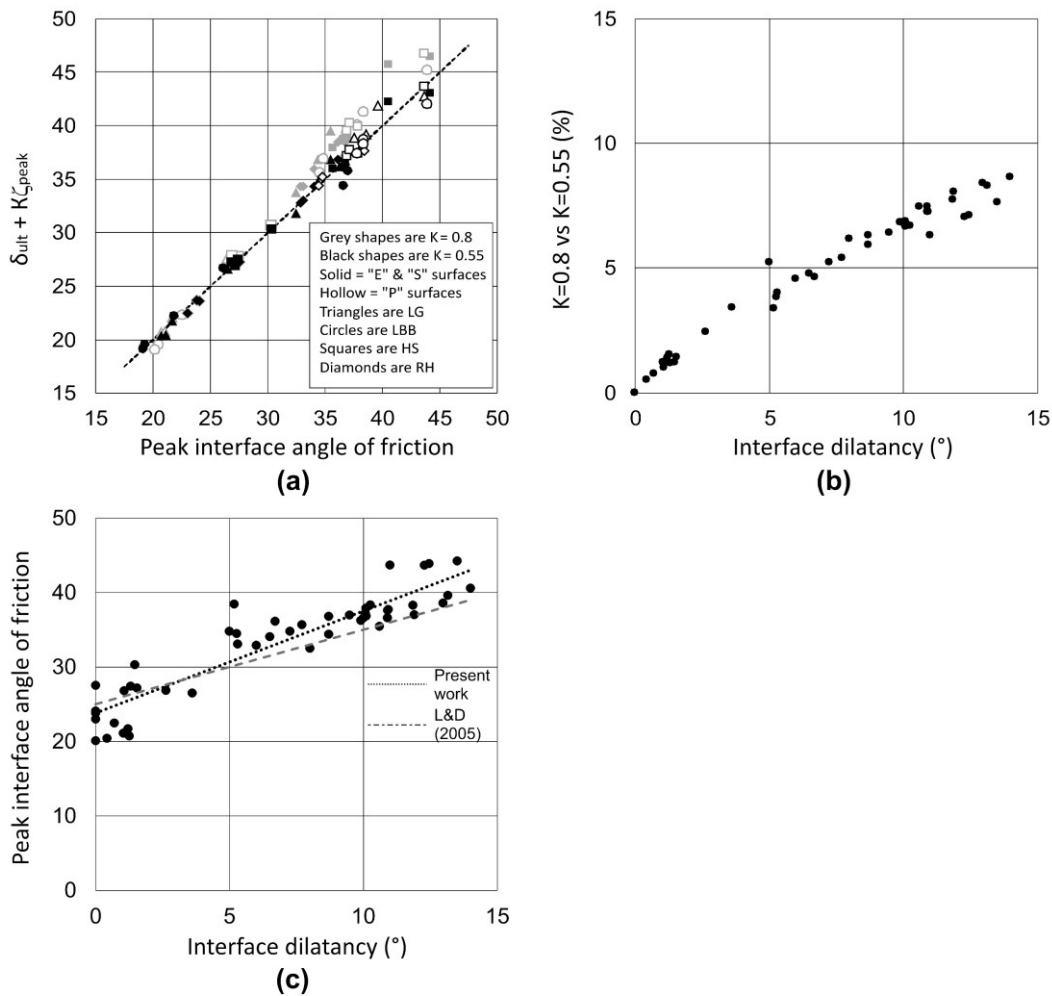 50
45
40
35
30
25
20
15
δult + Kζpeak
Grey shapes are K = 0.8
Black shapes are K = 0.55
Solid = "E" & "S" surfaces
Hollow = "P" surfaces
Triangles are LG
Circles are LBB
Squares are HS
Diamonds are RH
15 20 25 30 35 40 45 50
Peak interface angle of friction
(a)
15
10
5
0
K=0.8 vs K=0.55 (%)
0 5 10 15
Interface dilatancy (°)
(b)
50
40
30
20
10
0
Peak interface angle of friction
Present
work
L&D
(2005)
0 5 10 15
Interface dilatancy (°)
(c)